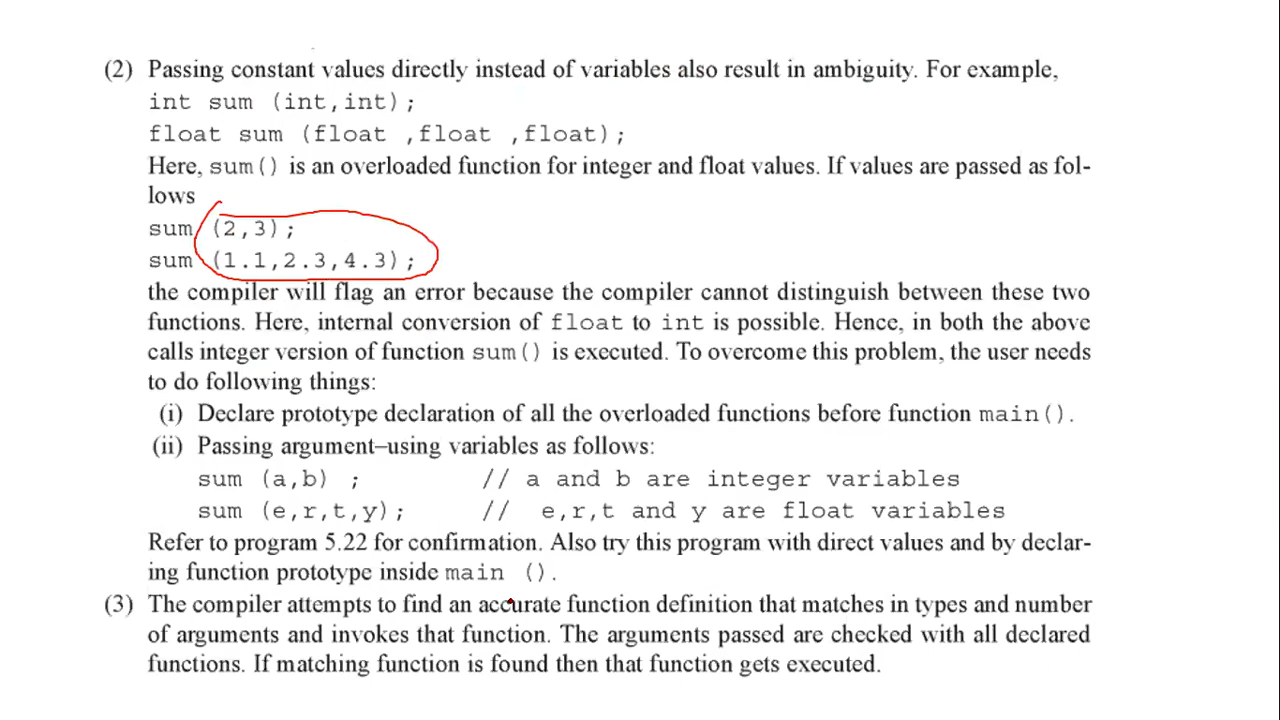 (2) Passing constant values directly instead of variables also result in ambiguity. For example,
int sum (int,int);
float sum (float ,float ,float);
Here, sum() is an overloaded function for integer and float values. If values are passed as fol-
lows
sum (2,3);
sum (1.1,2.3,4.3);
the compiler will flag an error because the compiler cannot distinguish between these two
functions. Here, internal conversion of float to int is possible. Hence, in both the above
calls integer version of function sum() is executed. To overcome this problem, the user needs
to do following things:
(i) Declare prototype declaration of all the overloaded functions before function main().
(ii) Passing argument–using variables as follows:
sum (a,b) ; // a and b are integer variables
sum (e,r,t,y); // e,r,t and y are float variables
Refer to program 5.22 for confirmation. Also try this program with direct values and by declar-
ing function prototype inside main ().
(3) The compiler attempts to find an accurate function definition that matches in types and number
of arguments and invokes that function. The arguments passed are checked with all declared
functions. If matching function is found then that function gets executed.